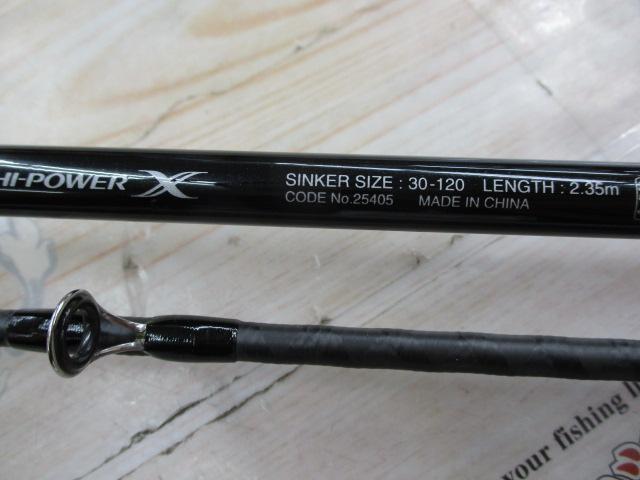 HI-POWER X
SINKER SIZE : 30-120 LENGTH : 2.35m
CODE No.25405 MADE IN CHINA
your fishing